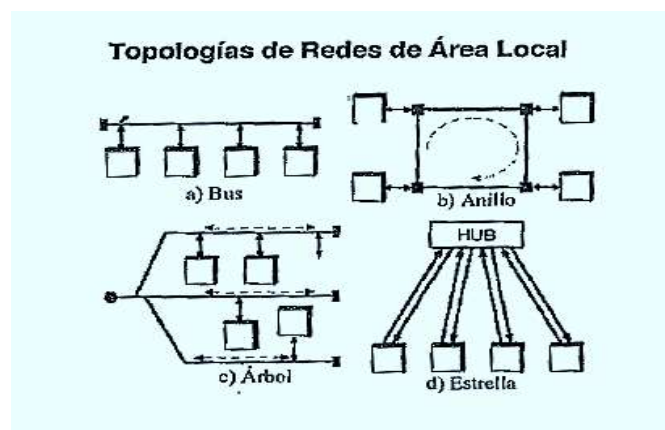 Topologías de Redes de Área Local
a) Bus
b) Anillo
HUB
c) Árbol
d) Estrella